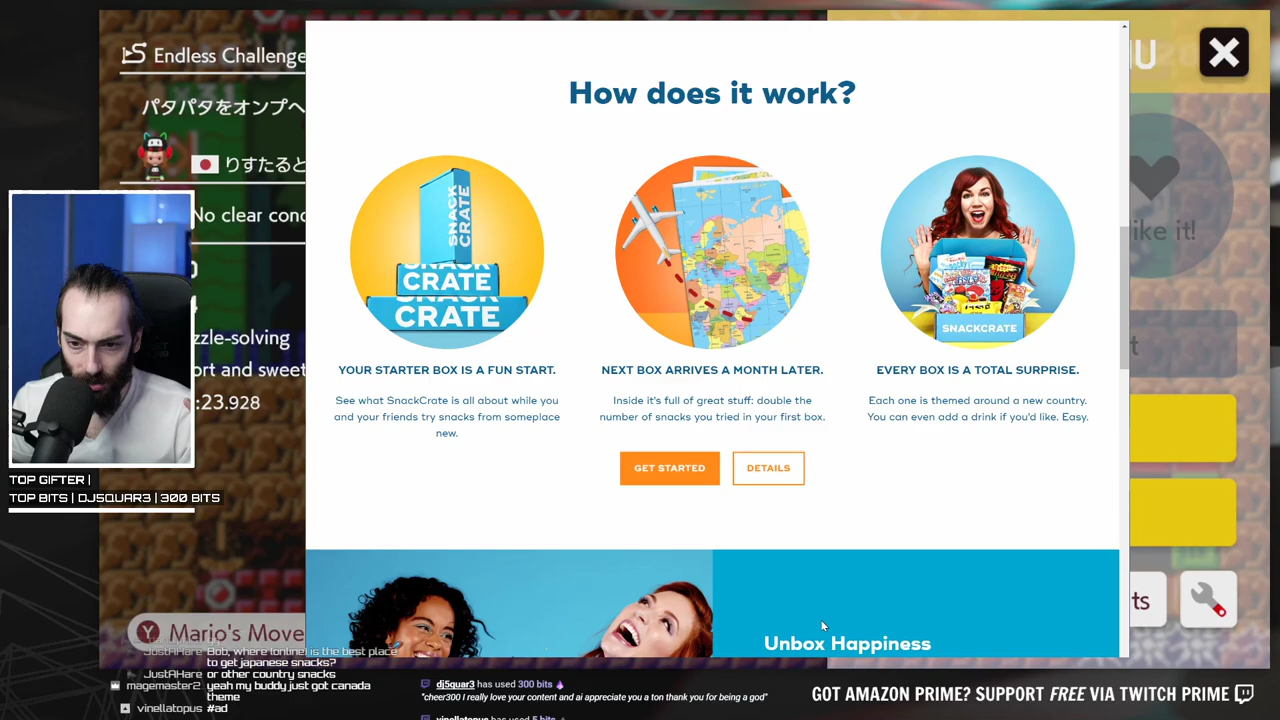 Endless Challenge
パタパタをオンプへ
りすたると
No clear conc
zzle-solving
ort and sweet
:23.928
TOP GIFTER |
TOP BITS | DJ5QUAR3 | 300 BITS
Y Mario's Move
JustAHare Bob, where (online) is the best place
to get japanese snacks?
JustAHare or other country snacks
magemaster2 yeah my buddy just got canada
theme
vinellatopus #ad
How does it work?
SNACK
CRATE
SNACK
CRATE
SNACK
CRATE
SNACKCRATE
YOUR STARTER BOX IS A FUN START.
See what SnackCrate is all about while you
and your friends try snacks from someplace
new.
NEXT BOX ARRIVES A MONTH LATER.
Inside it's full of great stuff: double the
number of snacks you tried in your first box.
EVERY BOX IS A TOTAL SURPRISE.
Each one is themed around a new country.
You can even add a drink if you'd like. Easy.
GET STARTED
DETAILS
Unbox Happiness
NU
ike it!
t
ts
dj5quar3 has used 300 bits
"cheer300 I really love your content and ai appreciate you a ton thank you for being a god"
vinellatopus has used 5 bits
GOT AMAZON PRIME? SUPPORT FREE VIA TWITCH PRIME